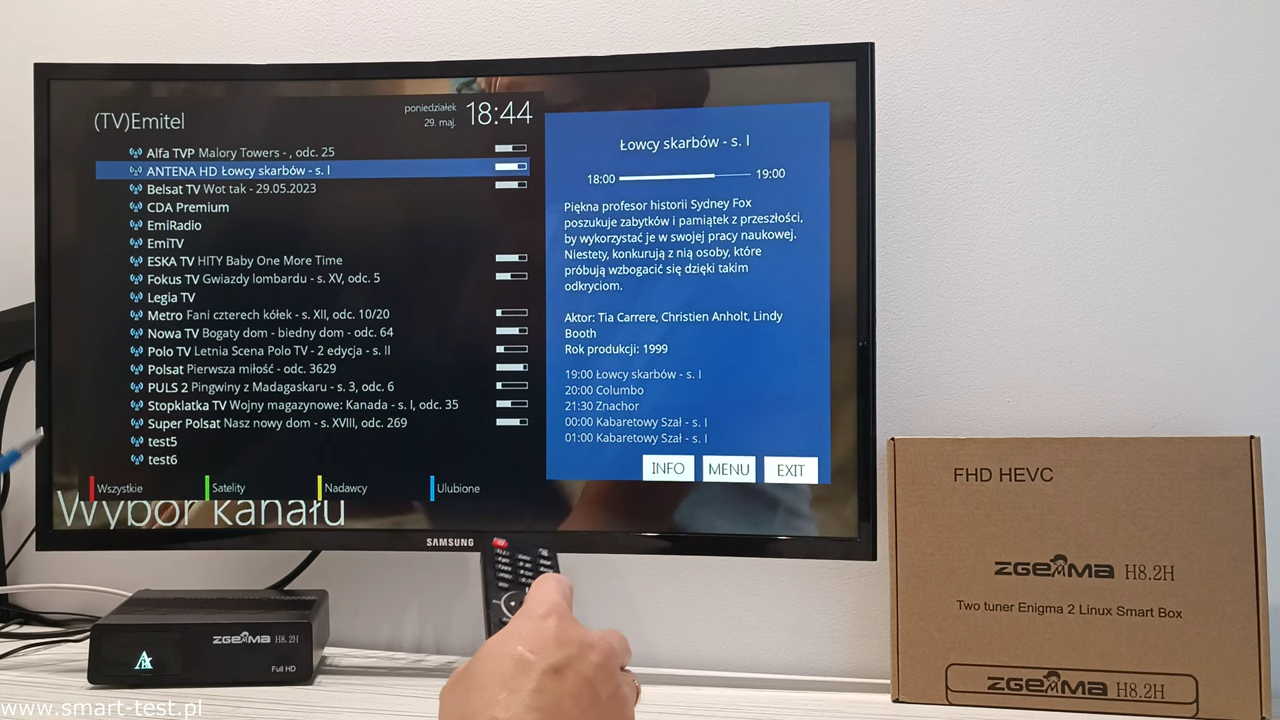 (TV)Emitel
poniedziałek
29. maj.
18:44
Alfa TVP Malory Towers - , odc. 25
ANTENA HD Łowcy skarbów - s. I
Belsat TV Wot tak - 29.05.2023
CDA Premium
EmiRadio
EmiTV
ESKA TV HITY Baby One More Time
Fokus TV Gwiazdy lombardu - s. XV, odc. 5
Legia TV
Metro Fani czterech kółek - s. XII, odc. 10/20
Nowa TV Bogaty dom - biedny dom - odc. 64
Polo TV Letnia Scena Polo TV - 2 edycja - s. II
Polsat Pierwsza miłość - odc. 3629
PULS 2 Pingwiny z Madagaskaru - s. 3, odc. 6
Stopklatka TV Wojny magazynowe: Kanada - s. I, odc. 35
Super Polsat Nasz nowy dom - s. XVIII, odc. 269
test5
test6
Wszystkie
Satelity
Nadawcy
Ulubione
Wybór kanału
Łowcy skarbów - s. I
18:00 19:00
Piękna profesor historii Sydney Fox
poszukuje zabytków i pamiątek z przeszłości,
by wykorzystać je w swojej pracy naukowej.
Niestety, konkurują z nią osoby, które
próbują wzbogacić się dzięki takim
odkryciom.
Aktor: Tia Carrere, Christien Anholt, Lindy
Booth
Rok produkcji: 1999
19:00 Łowcy skarbów - s. I
20:00 Columbo
21:30 Znachor
00:00 Kabaretowy Szał - s. I
01:00 Kabaretowy Szał - s. I
INFO
MENU
EXIT
SAMSUNG
ZGEMMA H8.2H
Full HD
FHD HEVC
ZGEMMA H8.2H
Two tuner Enigma 2 Linux Smart Box
ZGEMMA H8.2H
www.smart-test.pl